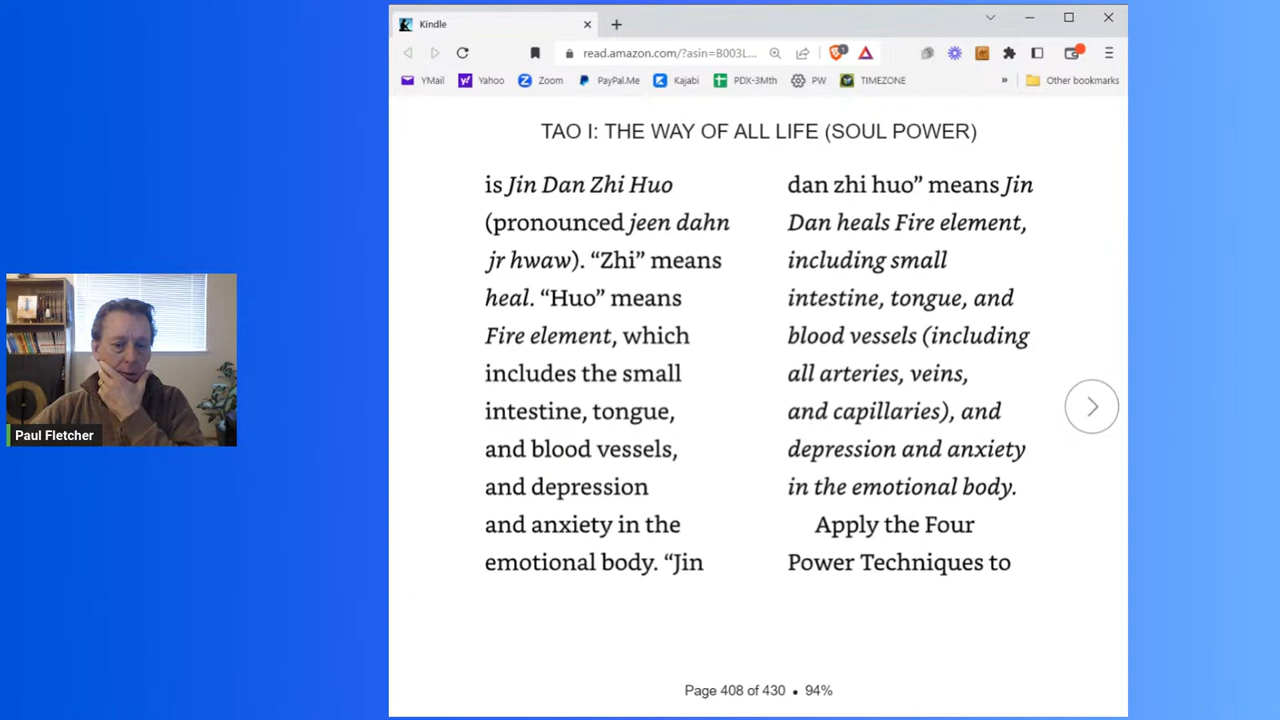 Kindle
read.amazon.com/?asin=B003L...
1
YMail
Yahoo
Zoom
PayPal.Me
Kajabi
PDX-3Mth
PW
TIMEZONE
»
Other bookmarks
TAO I: THE WAY OF ALL LIFE (SOUL POWER)
is Jin Dan Zhi Huo
(pronounced jeen dahn
jr hwaw). “Zhi” means
heal. “Huo” means
Fire element, which
includes the small
intestine, tongue,
and blood vessels,
and depression
and anxiety in the
emotional body. “Jin
dan zhi huo” means Jin
Dan heals Fire element,
including small
intestine, tongue, and
blood vessels (including
all arteries, veins,
and capillaries), and
depression and anxiety
in the emotional body.
Apply the Four
Power Techniques to
Page 408 of 430 • 94%
Paul Fletcher